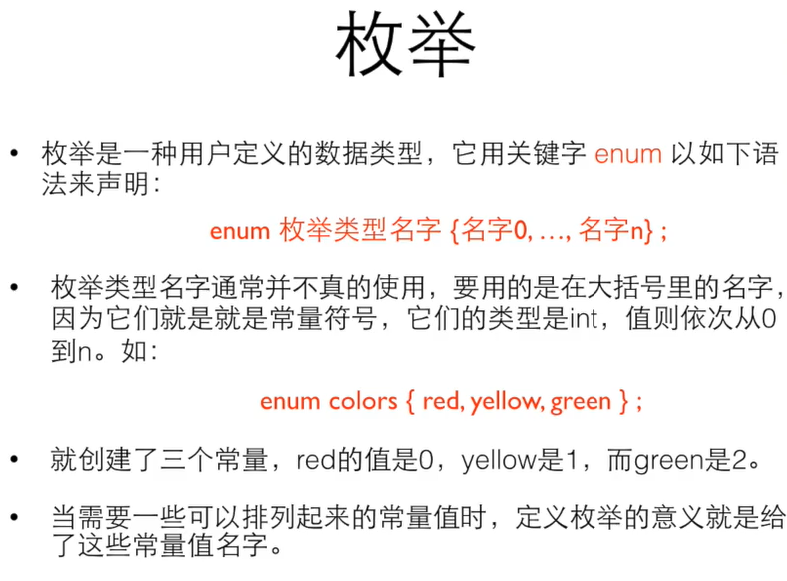 枚举
• 枚举是一种用户定义的数据类型，它用关键字 enum 以如下语
法来声明：
enum 枚举类型名字 {名字0, …, 名字n} ;
• 枚举类型名字通常并不真的使用，要用的是在大括号里的名字，
因为它们就是就是常量符号，它们的类型是int，值则依次从0
到n。如：
enum colors { red, yellow, green } ;
• 就创建了三个常量，red的值是0，yellow是1，而green是2。
• 当需要一些可以排列起来的常量值时，定义枚举的意义就是给
了这些常量值名字。